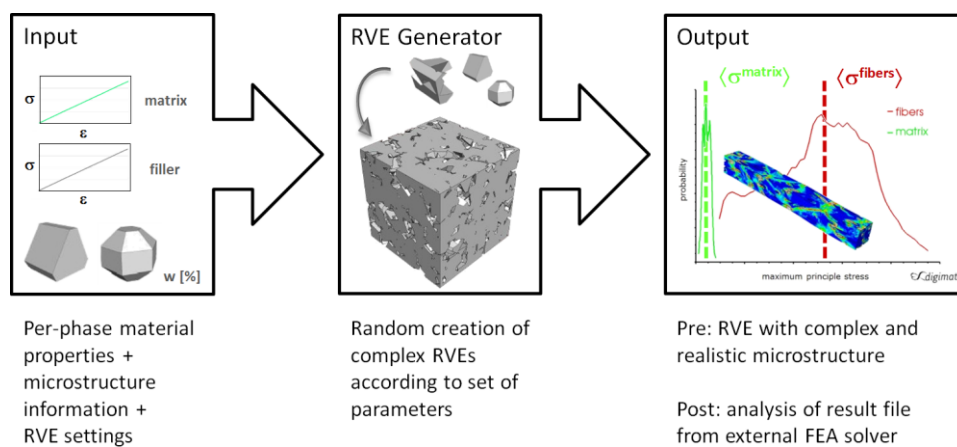 Input
σ
matrix
ε
σ
filler
ε
w [%]
Per-phase material
properties +
microstructure
information +
RVE settings
RVE Generator
Random creation of
complex RVEs
according to set of
parameters
Output
⟨σmatrix⟩
⟨σfibers⟩
fibers
matrix
probability
maximum principle stress
digimat
Pre: RVE with complex and
realistic microstructure
Post: analysis of result file
from external FEA solver